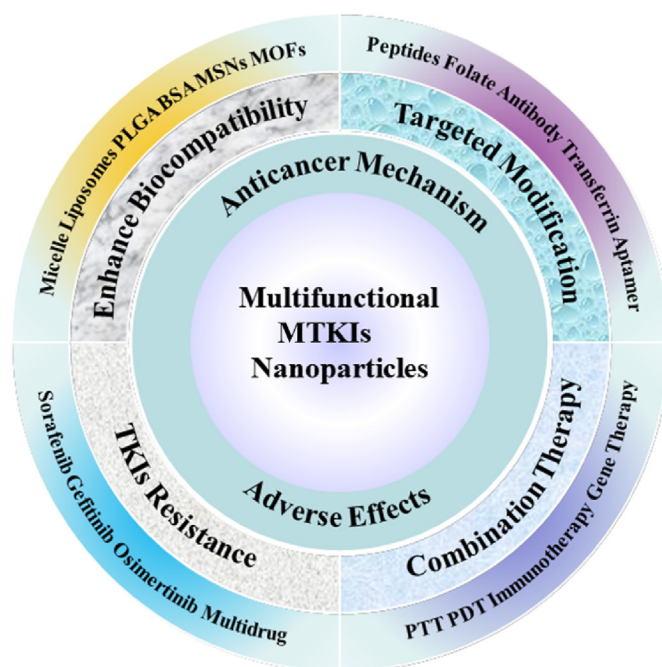 Micelle Liposomes PLGA BSA MSNs MOFs
Peptides Folate Antibody Transferrin Aptamer
Enhance Biocompatibility
Targeted Modification
Anticancer Mechanism
Multifunctional
MTKIs
Nanoparticles
Adverse Effects
TKIs Resistance
Combination Therapy
Sorafenib Gefitinib Osimertinib Multidrug
PTT PDT Immunotherapy Gene Therapy